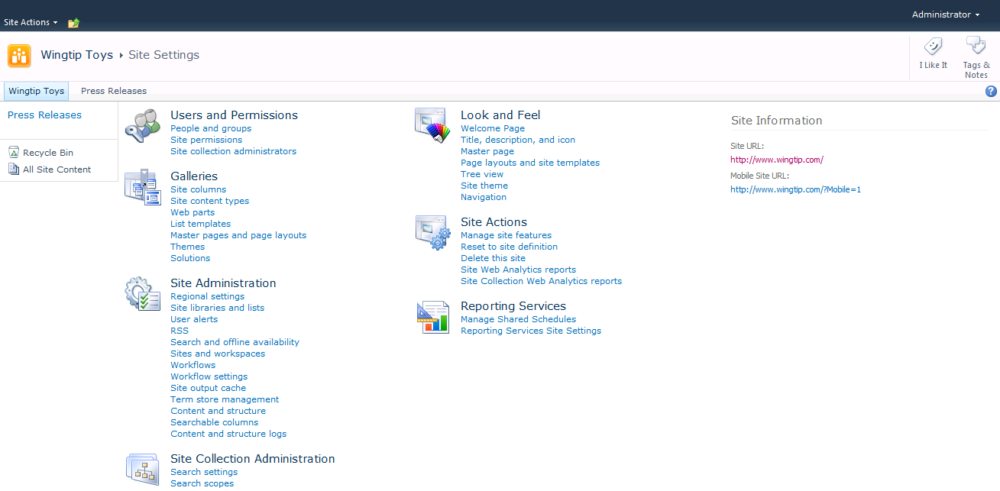 Site Actions
Administrator
Wingtip Toys Site Settings
I Like It
Tags &
Notes
Wingtip Toys
Press Releases
Press Releases
Recycle Bin
All Site Content
Users and Permissions
People and groups
Site permissions
Site collection administrators
Galleries
Site columns
Site content types
Web parts
List templates
Master pages and page layouts
Themes
Solutions
Site Administration
Regional settings
Site libraries and lists
User alerts
RSS
Search and offline availability
Sites and workspaces
Workflows
Workflow settings
Site output cache
Term store management
Content and structure
Searchable columns
Content and structure logs
Site Collection Administration
Search settings
Search scopes
Look and Feel
Welcome Page
Title, description, and icon
Master page
Page layouts and site templates
Tree view
Site theme
Navigation
Site Actions
Manage site features
Reset to site definition
Delete this site
Site Web Analytics reports
Site Collection Web Analytics reports
Reporting Services
Manage Shared Schedules
Reporting Services Site Settings
Site Information
Site URL:
http://www.wingtip.com/
Mobile Site URL:
http://www.wingtip.com/?Mobile=1